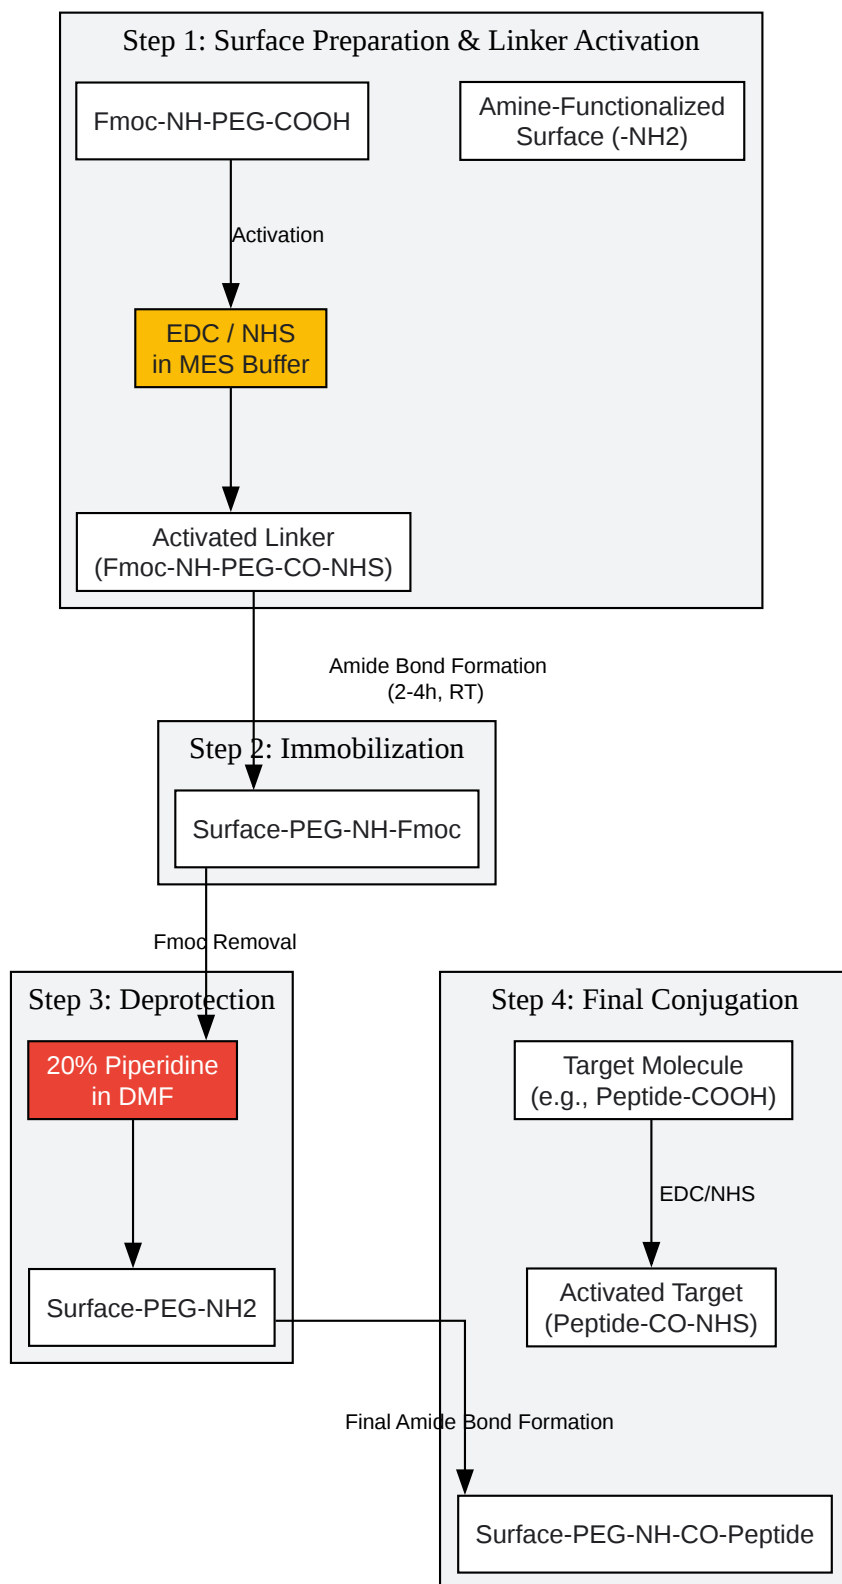 Step 1: Surface Preparation & Linker Activation
Fmoc-NH-PEG-COOH
Amine-Functionalized
Surface (-NH2)
Activation
EDC / NHS
in MES Buffer
Activated Linker
(Fmoc-NH-PEG-CO-NHS)
Amide Bond Formation
(2-4h, RT)
Step 2: Immobilization
Surface-PEG-NH-Fmoc
Fmoc Removal
Step 3: Deprotection
20% Piperidine
in DMF
Surface-PEG-NH2
Step 4: Final Conjugation
Target Molecule
(e.g., Peptide-COOH)
EDC/NHS
Activated Target
(Peptide-CO-NHS)
Final Amide Bond Formation
Surface-PEG-NH-CO-Peptide